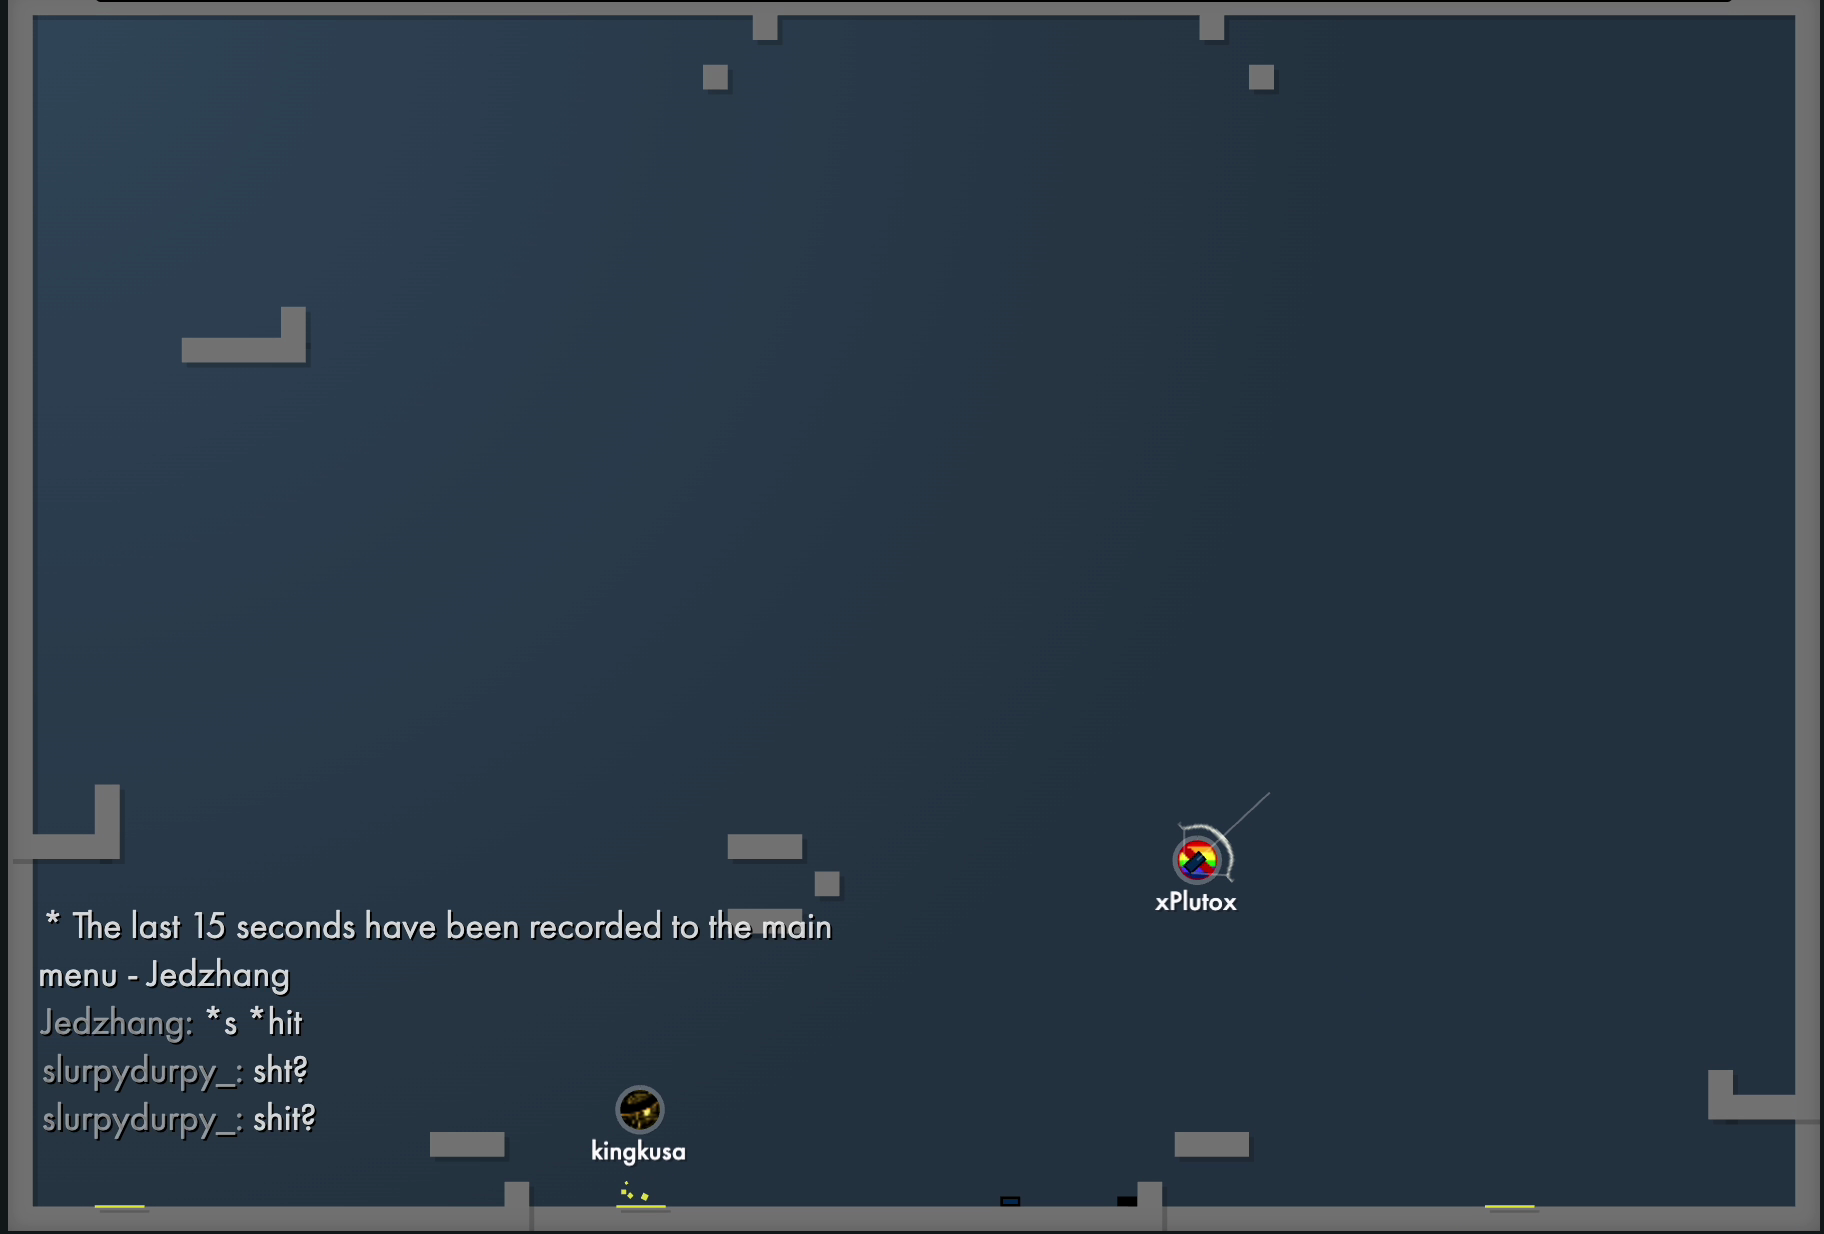 xPlutox
* The last 15 seconds have been recorded to the main
menu - Jedzhang
Jedzhang: *s *hit
slurpydurpy_: sht?
slurpydurpy_: shit?
kingkusa